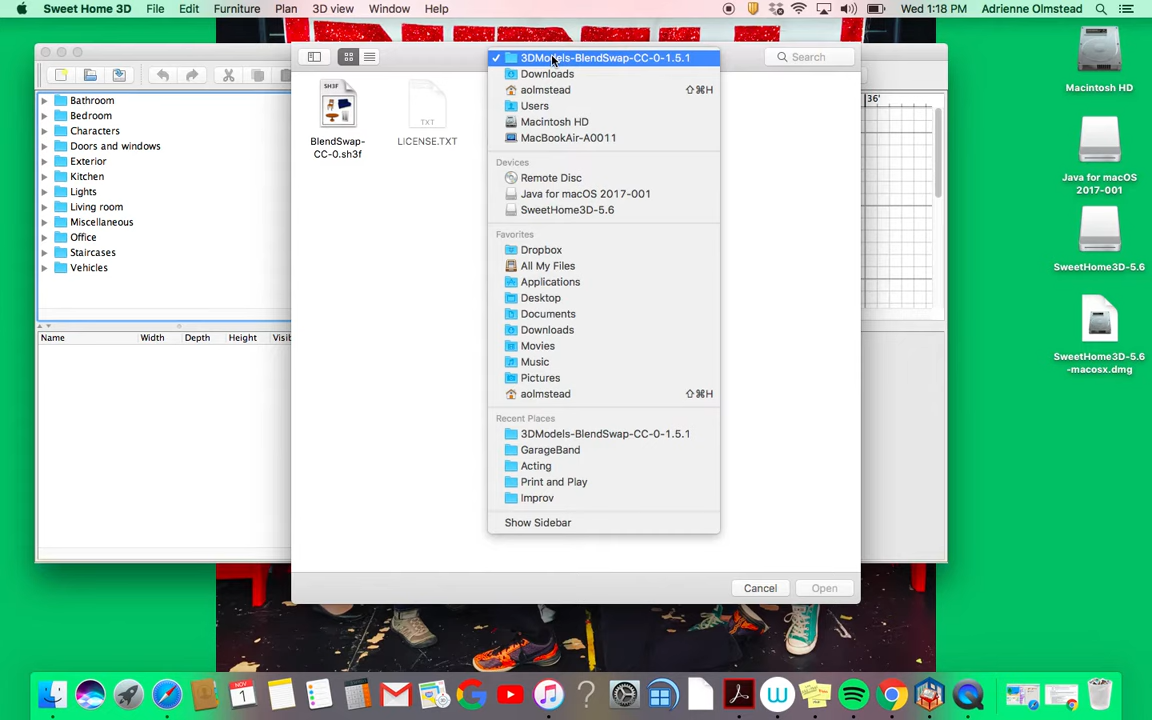 Sweet Home 3D File Edit Furniture Plan 3D view Window Help Wed 1:18 PM Adrienne Olmstead
3DModels-BlendSwap-CC-0-1.5.1
Search
Downloads
aolmstead ⇧⌘H
Users
Macintosh HD
MacBookAir-A0011
Devices
Remote Disc
Java for macOS 2017-001
SweetHome3D-5.6
Favorites
Dropbox
All My Files
Applications
Desktop
Documents
Downloads
Movies
Music
Pictures
aolmstead ⇧⌘H
Recent Places
3DModels-BlendSwap-CC-0-1.5.1
GarageBand
Acting
Print and Play
Improv
Show Sidebar
SH3F
BlendSwap-
CC-0.sh3f
TXT
LICENSE.TXT
Cancel Open
Bathroom
Bedroom
Characters
Doors and windows
Exterior
Kitchen
Lights
Living room
Miscellaneous
Office
Staircases
Vehicles
Name Width Depth Height Visib
36'
Macintosh HD
Java for macOS
2017-001
SweetHome3D-5.6
SweetHome3D-5.6
-macosx.dmg
NOV
1